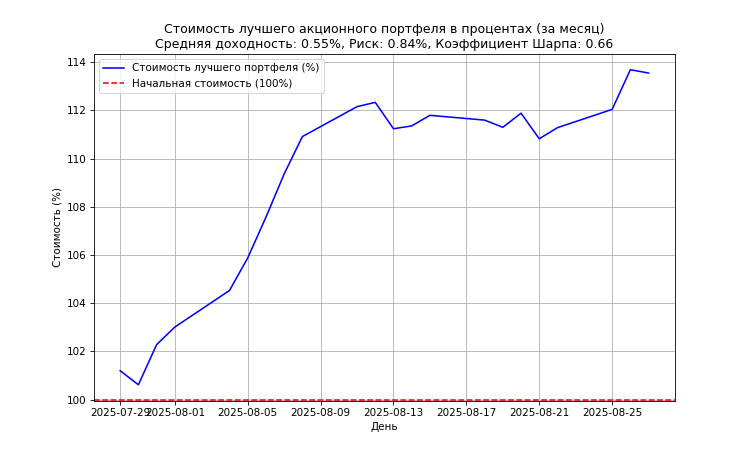 Стоимость лучшего акционного портфеля в процентах (за месяц)
Средняя доходность: 0.55%, Риск: 0.84%, Коэффициент Шарпа: 0.66
Стоимость лучшего портфеля (%)
Начальная стоимость (100%)
Стоимость (%)
114
112
110
108
106
104
102
100
2025-07-29
2025-08-01
2025-08-05
2025-08-09
2025-08-13
2025-08-17
2025-08-21
2025-08-25
День